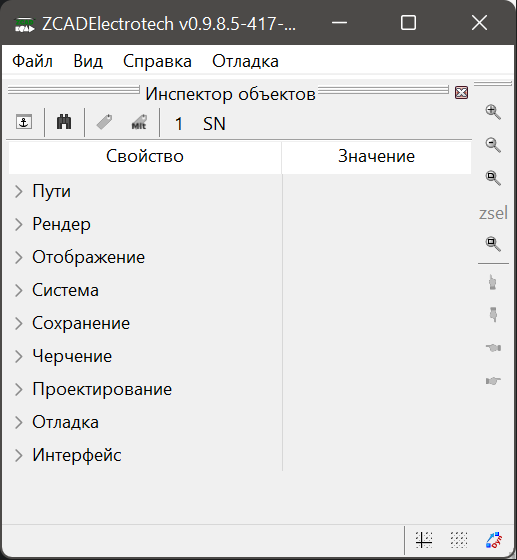 ZCADElectrotech v0.9.8.5-417-...
Файл Вид Справка Отладка
Инспектор объектов
Mlt 1 SN
Свойство Значение
Пути
Рендер
Отображение
zsel
Система
Сохранение
Черчение
Проектирование
Отладка
Интерфейс